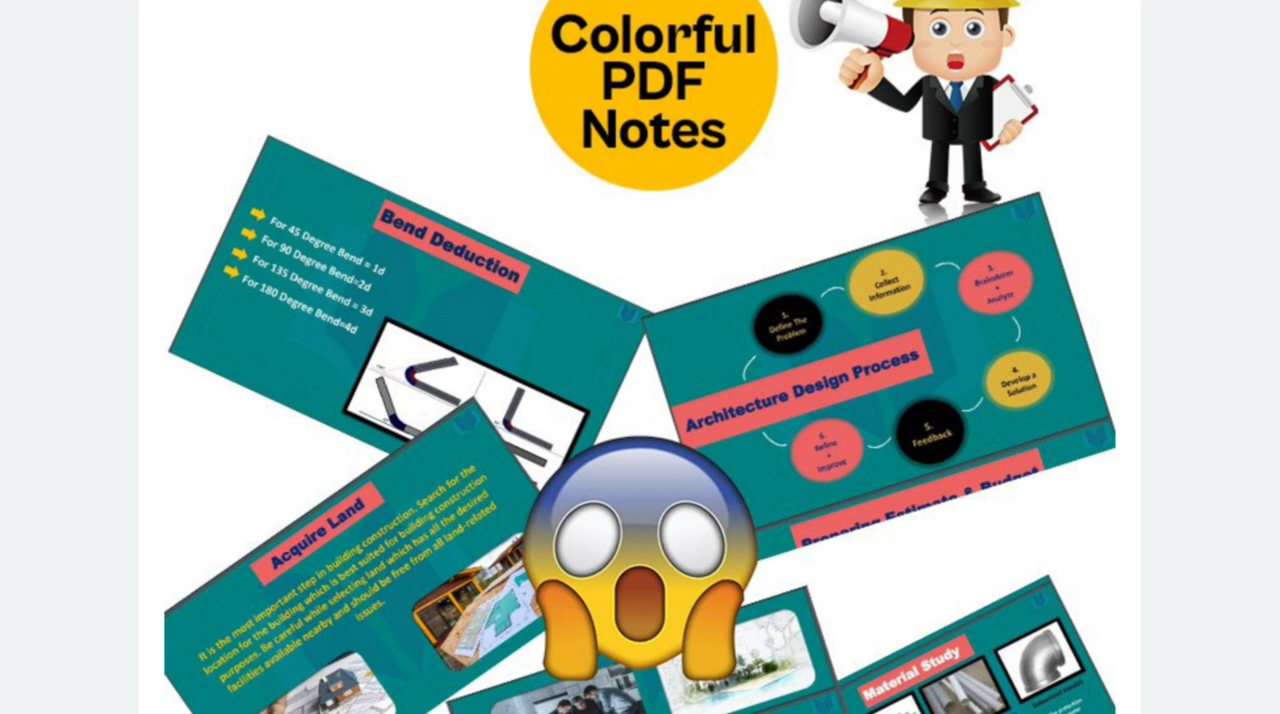 Colorful
PDF
Notes
Bend Deduction
For 45 Degree Bend = 1d
For 90 Degree Bend=2d
For 135 Degree Bend = 3d
For 180 Degree Bend=4d
1.
Define The
Problem
2.
Collect
Information
3.
Brainstorm
+
Analyze
4.
Develop a
Solution
5.
Feedback
6.
Refine
+
Improve
Architecture Design Process
Preparing Estimate & Budget
Acquire Land
It is the most important step in building construction. Search for the
location for the building which is best suited for building construction
purposes. Be careful while selecting land which has all the desired
facilities available nearby and should be free from all land-related
issues.
Material Study